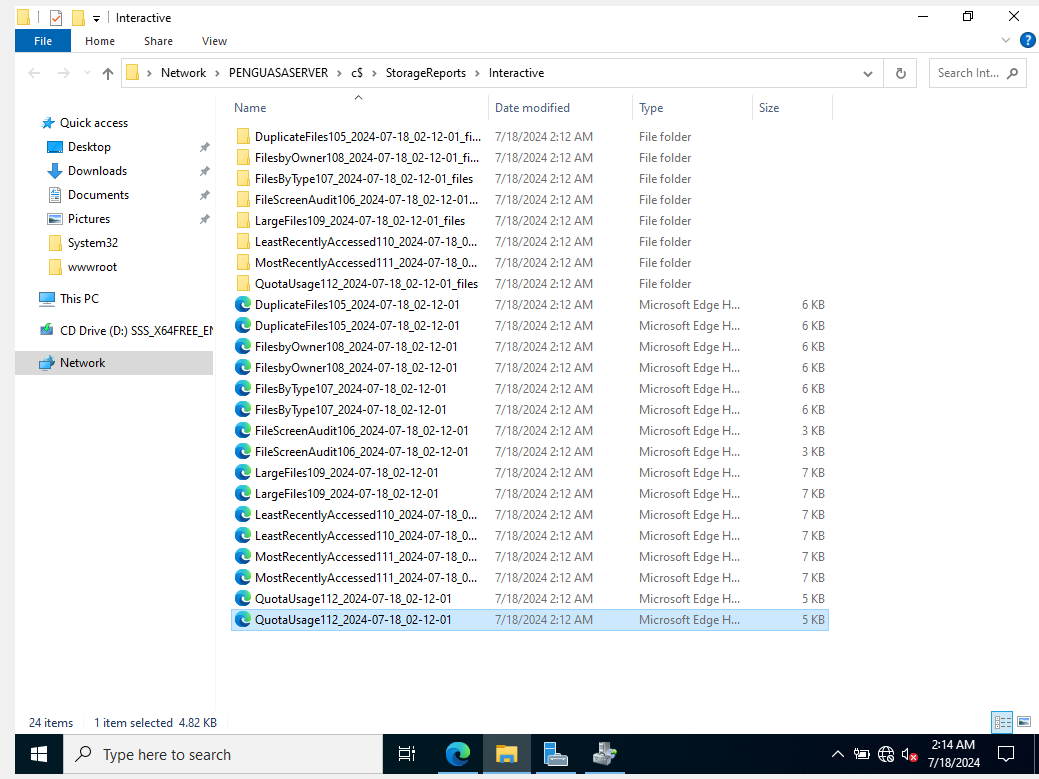 Interactive
File Home Share View
Network PENGUASASERVER c$ StorageReports Interactive
Search Int...
Name Date modified Type Size
Quick access
Desktop
Downloads
Documents
Pictures
System32
wwwroot
This PC
CD Drive (D:) SSS_X64FREE_EN
Network
DuplicateFiles105_2024-07-18_02-12-01_fi... 7/18/2024 2:12 AM File folder
FilesbyOwner108_2024-07-18_02-12-01_fi... 7/18/2024 2:12 AM File folder
FilesByType107_2024-07-18_02-12-01_files 7/18/2024 2:12 AM File folder
FileScreenAudit106_2024-07-18_02-12-01... 7/18/2024 2:12 AM File folder
LargeFiles109_2024-07-18_02-12-01_files 7/18/2024 2:12 AM File folder
LeastRecentlyAccessed110_2024-07-18_0... 7/18/2024 2:12 AM File folder
MostRecentlyAccessed111_2024-07-18_0... 7/18/2024 2:12 AM File folder
QuotaUsage112_2024-07-18_02-12-01_files 7/18/2024 2:12 AM File folder
DuplicateFiles105_2024-07-18_02-12-01 7/18/2024 2:12 AM Microsoft Edge H... 6 KB
DuplicateFiles105_2024-07-18_02-12-01 7/18/2024 2:12 AM Microsoft Edge H... 6 KB
FilesbyOwner108_2024-07-18_02-12-01 7/18/2024 2:12 AM Microsoft Edge H... 6 KB
FilesbyOwner108_2024-07-18_02-12-01 7/18/2024 2:12 AM Microsoft Edge H... 6 KB
FilesByType107_2024-07-18_02-12-01 7/18/2024 2:12 AM Microsoft Edge H... 6 KB
FilesByType107_2024-07-18_02-12-01 7/18/2024 2:12 AM Microsoft Edge H... 6 KB
FileScreenAudit106_2024-07-18_02-12-01 7/18/2024 2:12 AM Microsoft Edge H... 3 KB
FileScreenAudit106_2024-07-18_02-12-01 7/18/2024 2:12 AM Microsoft Edge H... 3 KB
LargeFiles109_2024-07-18_02-12-01 7/18/2024 2:12 AM Microsoft Edge H... 7 KB
LargeFiles109_2024-07-18_02-12-01 7/18/2024 2:12 AM Microsoft Edge H... 7 KB
LeastRecentlyAccessed110_2024-07-18_0... 7/18/2024 2:12 AM Microsoft Edge H... 7 KB
LeastRecentlyAccessed110_2024-07-18_0... 7/18/2024 2:12 AM Microsoft Edge H... 7 KB
MostRecentlyAccessed111_2024-07-18_0... 7/18/2024 2:12 AM Microsoft Edge H... 7 KB
MostRecentlyAccessed111_2024-07-18_0... 7/18/2024 2:12 AM Microsoft Edge H... 7 KB
QuotaUsage112_2024-07-18_02-12-01 7/18/2024 2:12 AM Microsoft Edge H... 5 KB
QuotaUsage112_2024-07-18_02-12-01 7/18/2024 2:12 AM Microsoft Edge H... 5 KB
24 items 1 item selected 4.82 KB
Type here to search
2:14 AM
7/18/2024